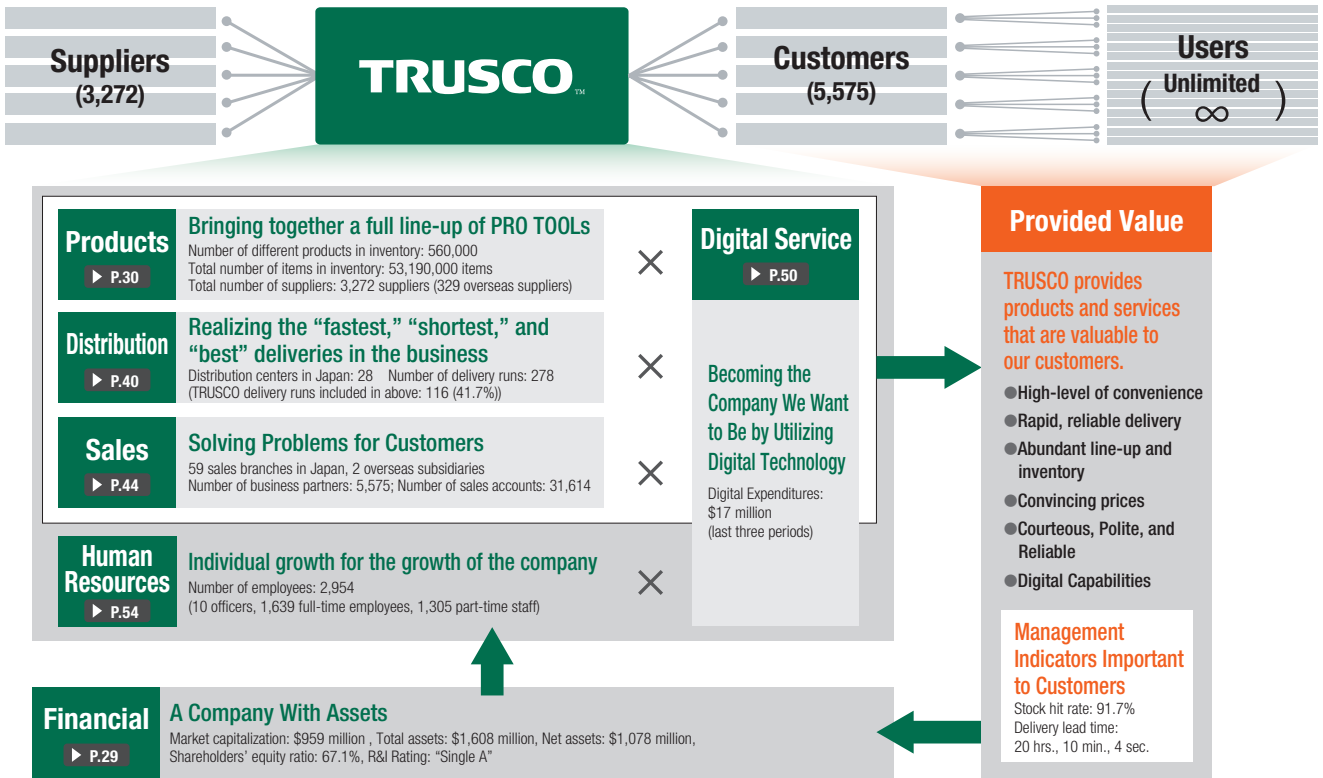 Suppliers
(3,272)
TRUSCO™
Customers
(5,575)
Users
( Unlimited )
∞
Products
▶ P.30
Bringing together a full line-up of PRO TOOLs
Number of different products in inventory: 560,000
Total number of items in inventory: 53,190,000 items
Total number of suppliers: 3,272 suppliers (329 overseas suppliers)
×
Distribution
▶ P.40
Realizing the “fastest,” “shortest,” and
“best” deliveries in the business
Distribution centers in Japan: 28 Number of delivery runs: 278
(TRUSCO delivery runs included in above: 116 (41.7%))
×
Sales
▶ P.44
Solving Problems for Customers
59 sales branches in Japan, 2 overseas subsidiaries
Number of business partners: 5,575; Number of sales accounts: 31,614
×
Human
Resources
▶ P.54
Individual growth for the growth of the company
Number of employees: 2,954
(10 officers, 1,639 full-time employees, 1,305 part-time staff)
×
Digital Service
▶ P.50
Becoming the
Company We Want
to Be by Utilizing
Digital Technology
Digital Expenditures:
$17 million
(last three periods)
Provided Value
TRUSCO provides
products and services
that are valuable to
our customers.
●High-level of convenience
●Rapid, reliable delivery
●Abundant line-up and
inventory
●Convincing prices
●Courteous, Polite, and
Reliable
●Digital Capabilities
Management
Indicators Important
to Customers
Stock hit rate: 91.7%
Delivery lead time:
20 hrs., 10 min., 4 sec.
Financial
▶ P.29
A Company With Assets
Market capitalization: $959 million , Total assets: $1,608 million, Net assets: $1,078 million,
Shareholders’ equity ratio: 67.1%, R&I Rating: “Single A”